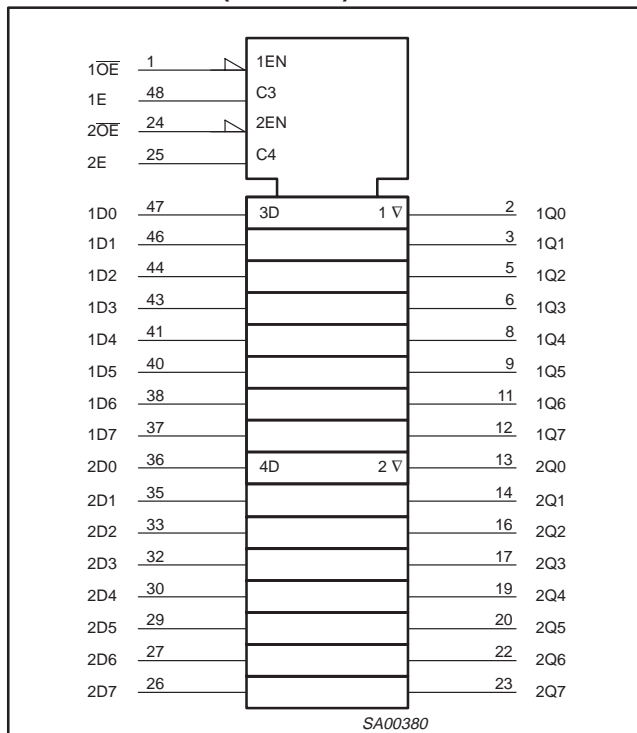 1OE 1 1EN
1E 48 C3
2OE 24 2EN
2E 25 C4
1D0 47 3D 1 ∇ 2 1Q0
1D1 46 3 1Q1
1D2 44 5 1Q2
1D3 43 6 1Q3
1D4 41 8 1Q4
1D5 40 9 1Q5
1D6 38 11 1Q6
1D7 37 12 1Q7
2D0 36 4D 2 ∇ 13 2Q0
2D1 35 14 2Q1
2D2 33 16 2Q2
2D3 32 17 2Q3
2D4 30 19 2Q4
2D5 29 20 2Q5
2D6 27 22 2Q6
2D7 26 23 2Q7
SA00380